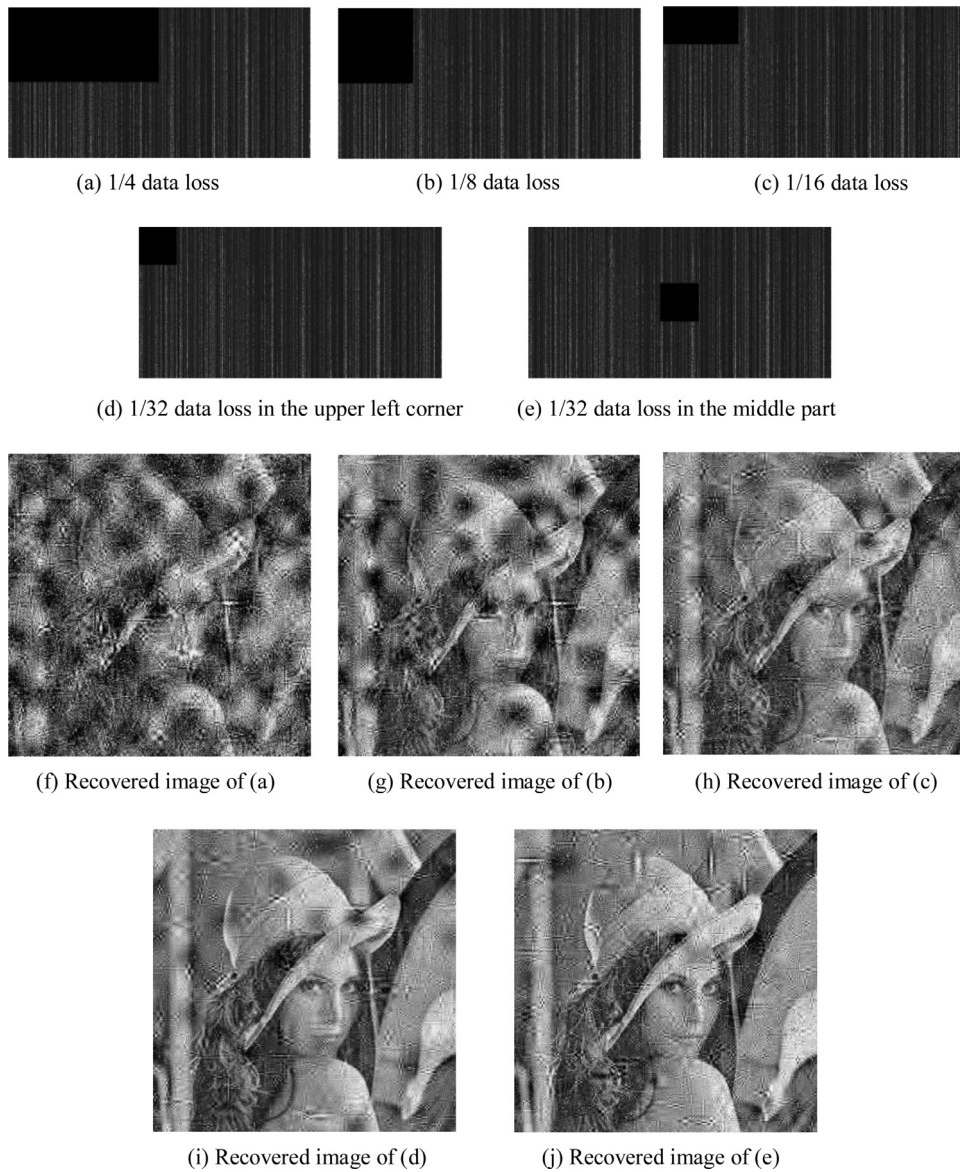 (a) 1/4 data loss
(b) 1/8 data loss
(c) 1/16 data loss
(d) 1/32 data loss in the upper left corner
(e) 1/32 data loss in the middle part
(f) Recovered image of (a)
(g) Recovered image of (b)
(h) Recovered image of (c)
(i) Recovered image of (d)
(j) Recovered image of (e)